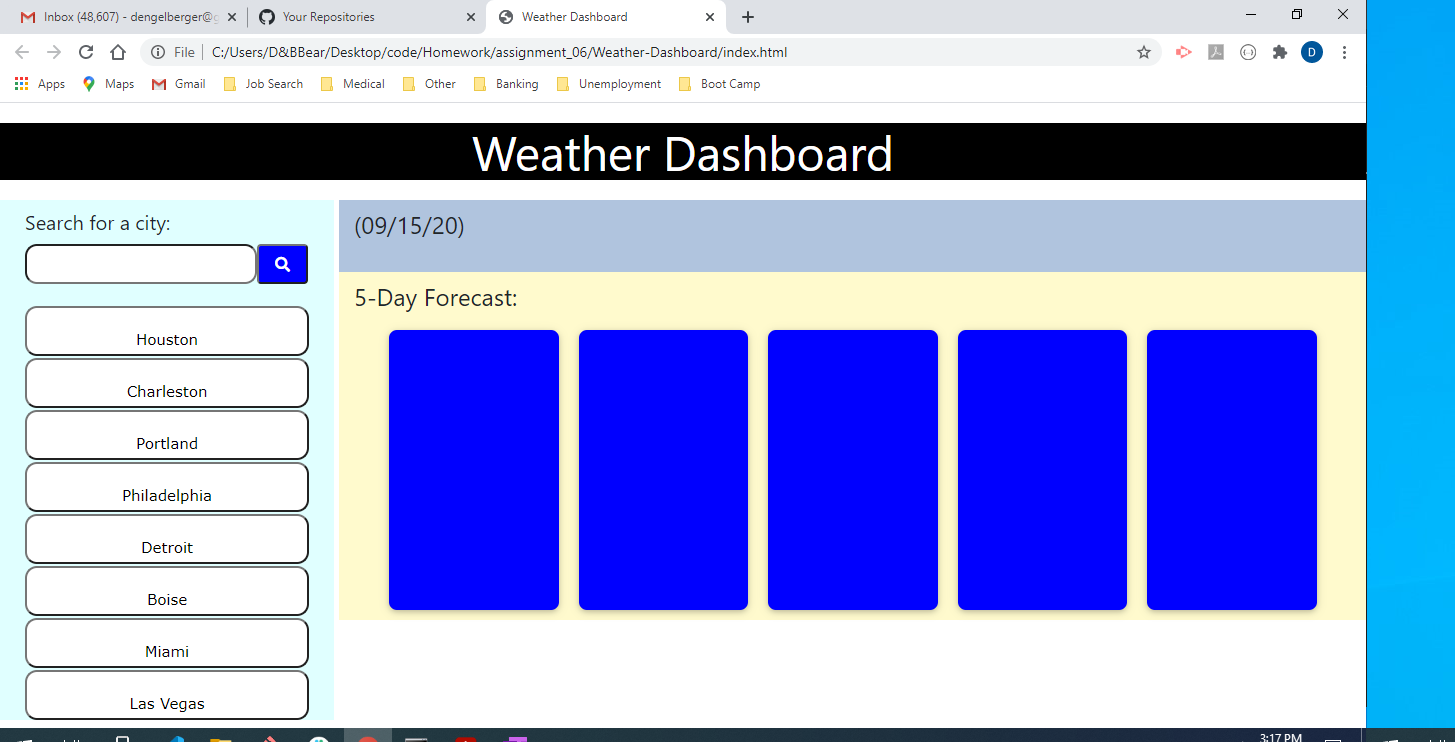 Inbox (48,607) - dengelberger@g
Your Repositories
Weather Dashboard
File
C:/Users/D&BBear/Desktop/code/Homework/assignment_06/Weather-Dashboard/index.html
D
Apps Maps Gmail Job Search Medical Other Banking Unemployment Boot Camp
Weather Dashboard
Search for a city:
Houston
Charleston
Portland
Philadelphia
Detroit
Boise
Miami
Las Vegas
(09/15/20)
5-Day Forecast:
3:17 PM